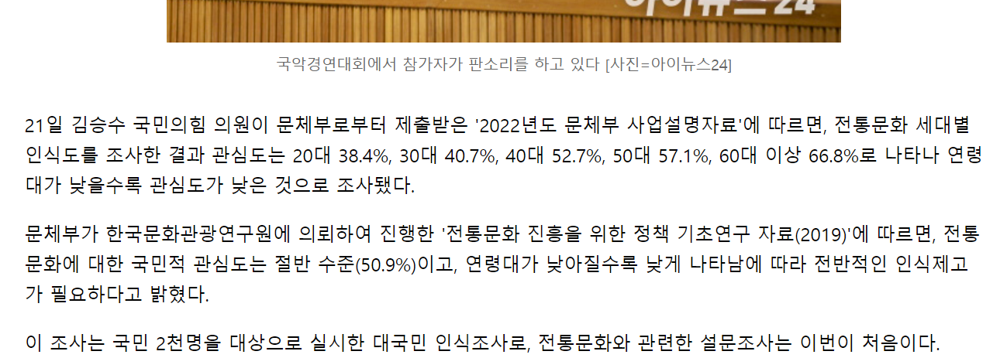 아이뉴스24
국악경연대회에서 참가자가 판소리를 하고 있다 [사진=아이뉴스24]
21일 김승수 국민의힘 의원이 문체부로부터 제출받은 '2022년도 문체부 사업설명자료'에 따르면, 전통문화 세대별
인식도를 조사한 결과 관심도는 20대 38.4%, 30대 40.7%, 40대 52.7%, 50대 57.1%, 60대 이상 66.8%로 나타나 연령
대가 낮을수록 관심도가 낮은 것으로 조사됐다.
문체부가 한국문화관광연구원에 의뢰하여 진행한 '전통문화 진흥을 위한 정책 기초연구 자료(2019)'에 따르면, 전통
문화에 대한 국민적 관심도는 절반 수준(50.9%)이고, 연령대가 낮아질수록 낮게 나타남에 따라 전반적인 인식제고
가 필요하다고 밝혔다.
이 조사는 국민 2천명을 대상으로 실시한 대국민 인식조사로, 전통문화와 관련한 설문조사는 이번이 처음이다.